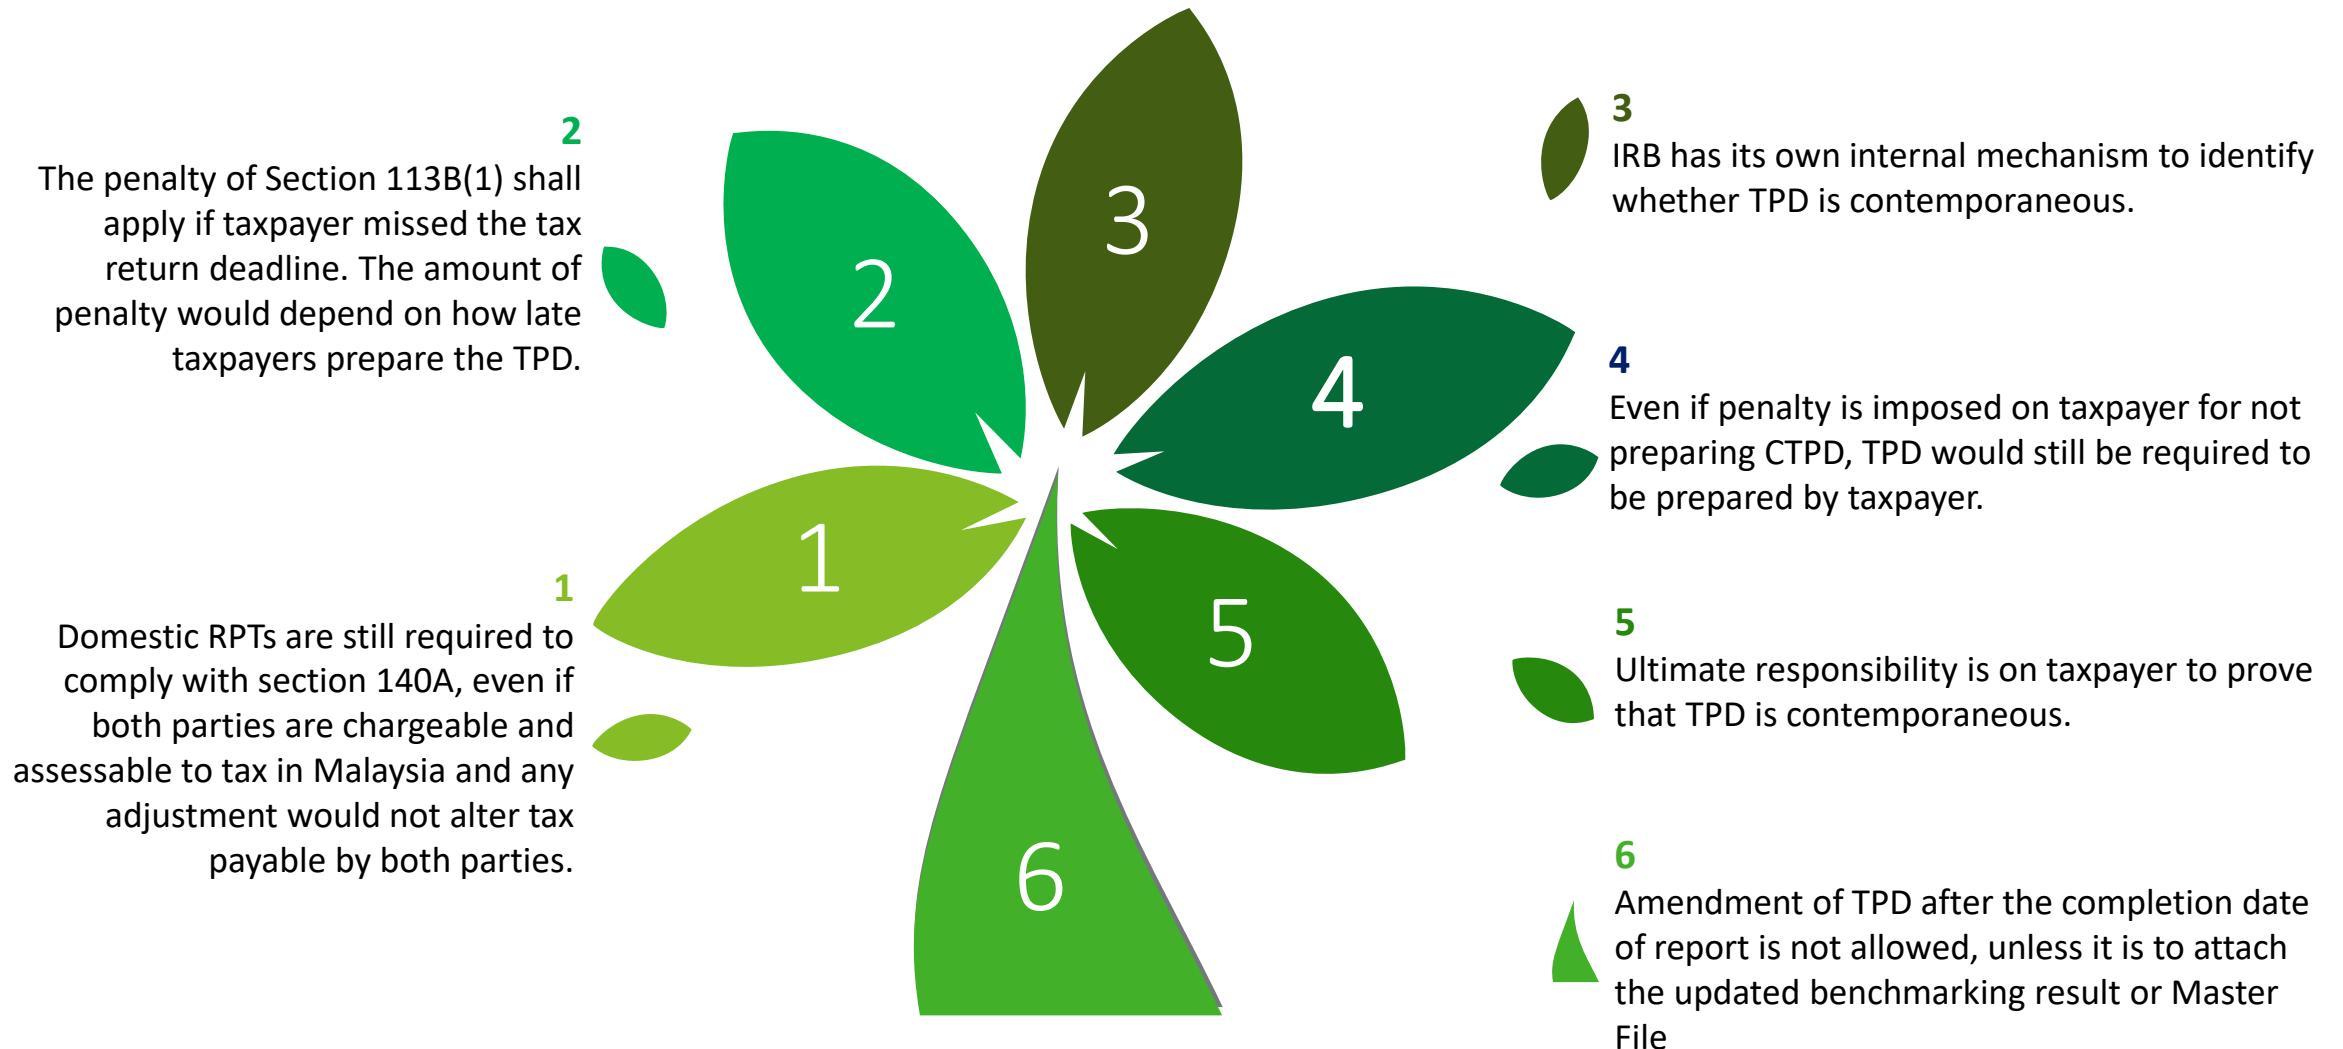 1
Domestic RPTs are still required to
comply with section 140A, even if
both parties are chargeable and
assessable to tax in Malaysia and any
adjustment would not alter tax
payable by both parties.
2
The penalty of Section 113B(1) shall
apply if taxpayer missed the tax
return deadline. The amount of
penalty would depend on how late
taxpayers prepare the TPD.
3
IRB has its own internal mechanism to identify
whether TPD is contemporaneous.
4
Even if penalty is imposed on taxpayer for not
preparing CTPD, TPD would still be required to
be prepared by taxpayer.
5
Ultimate responsibility is on taxpayer to prove
that TPD is contemporaneous.
6
Amendment of TPD after the completion date
of report is not allowed, unless it is to attach
the updated benchmarking result or Master
File
1
2
3
4
5
6